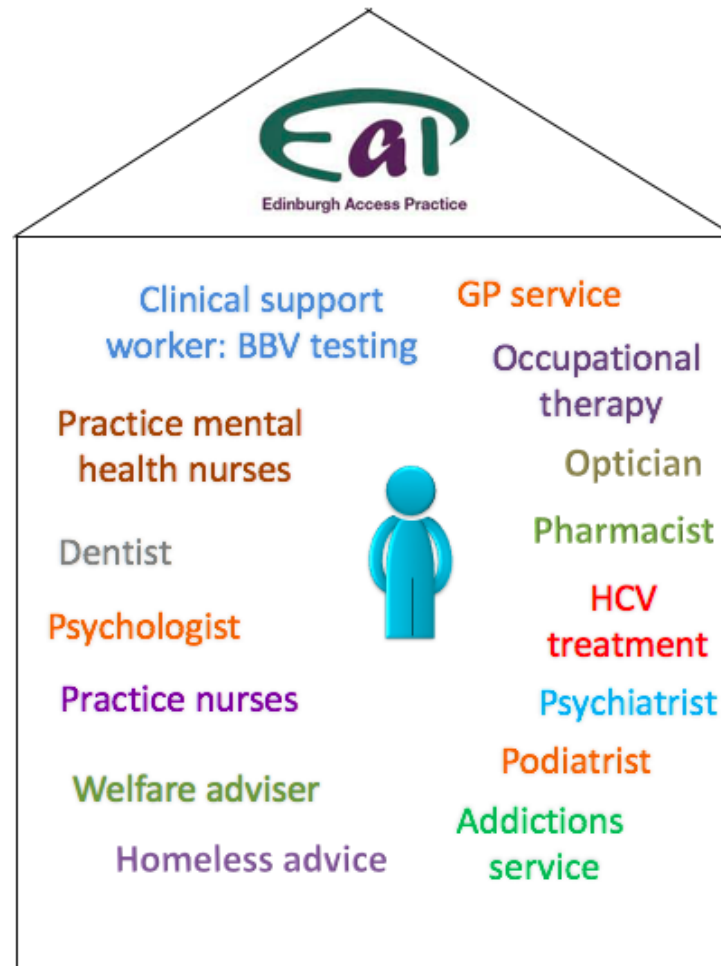 EaP
Edinburgh Access Practice
Clinical support
worker: BBV testing
GP service
Occupational
therapy
Practice mental
health nurses
Optician
Pharmacist
Dentist
HCV
treatment
Psychologist
Practice nurses
Psychiatrist
Podiatrist
Welfare adviser
Addictions
service
Homeless advice